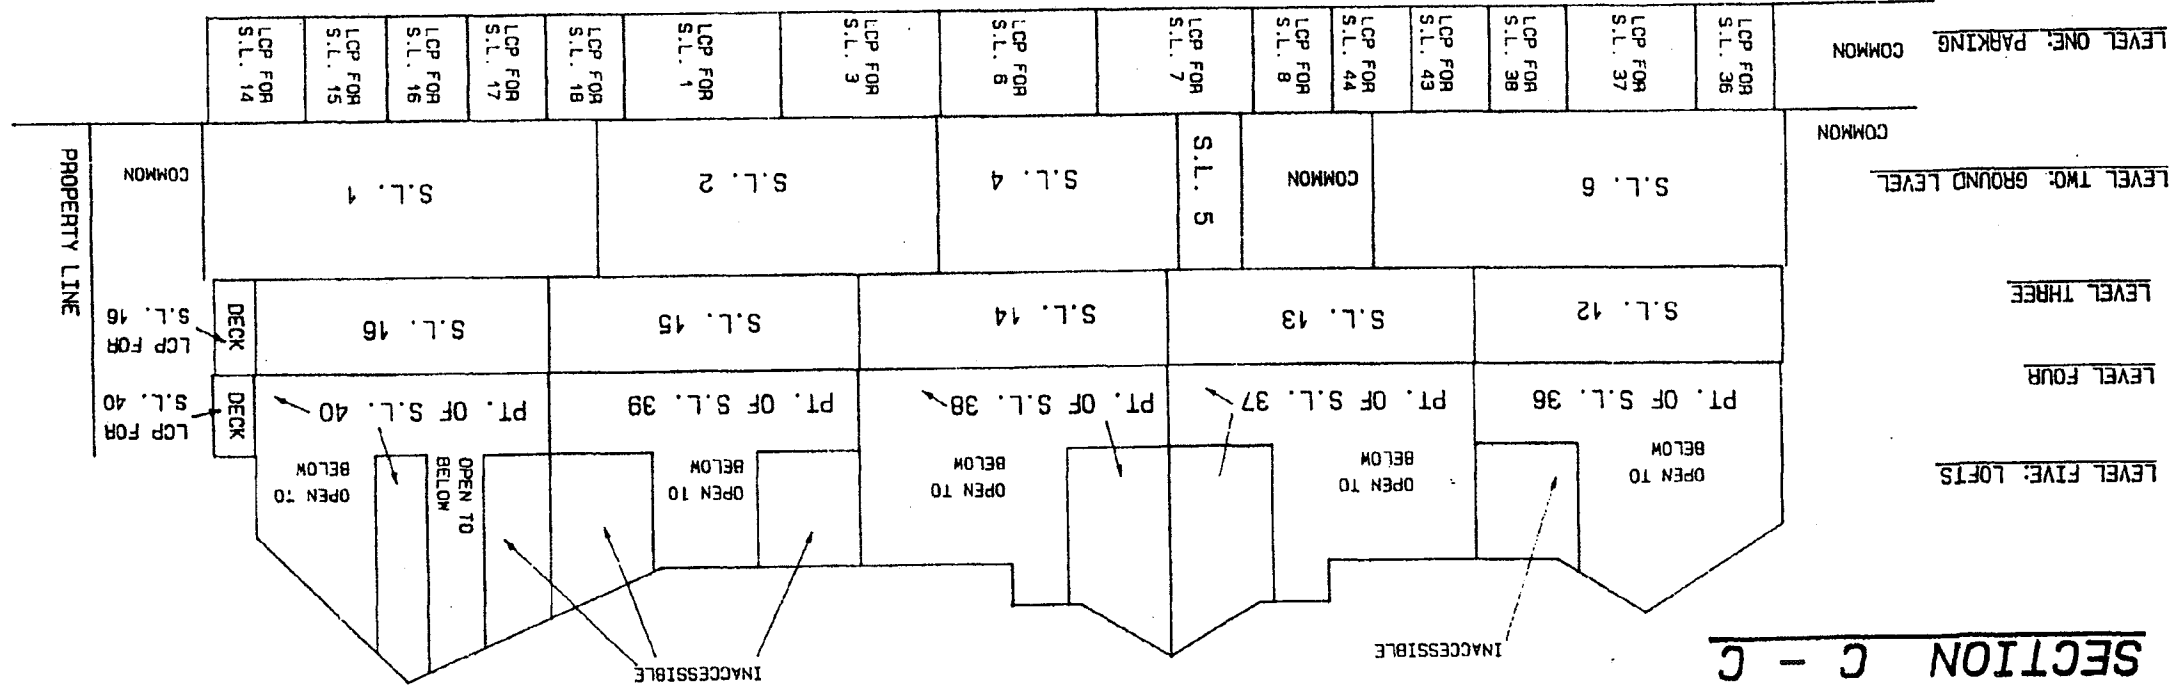 SECTION C - C
INACCESSIBLE
INACCESSIBLE
LEVEL FIVE: LOFTS
OPEN TO
BELOW
OPEN TO
BELOW
OPEN TO
BELOW
OPEN TO
BELOW
OPEN TO
BELOW
OPEN TO
BELOW
LEVEL FOUR
PT. OF S.L. 36
PT. OF S.L. 37
PT. OF S.L. 38
PT. OF S.L. 39
PT. OF S.L. 40
DECK
LCP FOR
S.L. 40
LEVEL THREE
S.L. 12
S.L. 13
S.L. 14
S.L. 15
S.L. 16
DECK
LCP FOR
S.L. 16
PROPERTY LINE
LEVEL TWO: GROUND LEVEL
COMMON
S.L. 6
COMMON
S.L. 5
S.L. 4
S.L. 2
S.L. 1
COMMON
LEVEL ONE: PARKING
COMMON
LCP FOR
S.L. 36
LCP FOR
S.L. 37
LCP FOR
S.L. 38
LCP FOR
S.L. 43
LCP FOR
S.L. 44
LCP FOR
S.L. 8
LCP FOR
S.L. 7
LCP FOR
S.L. 6
LCP FOR
S.L. 3
LCP FOR
S.L. 1
LCP FOR
S.L. 18
LCP FOR
S.L. 17
LCP FOR
S.L. 16
LCP FOR
S.L. 15
LCP FOR
S.L. 14